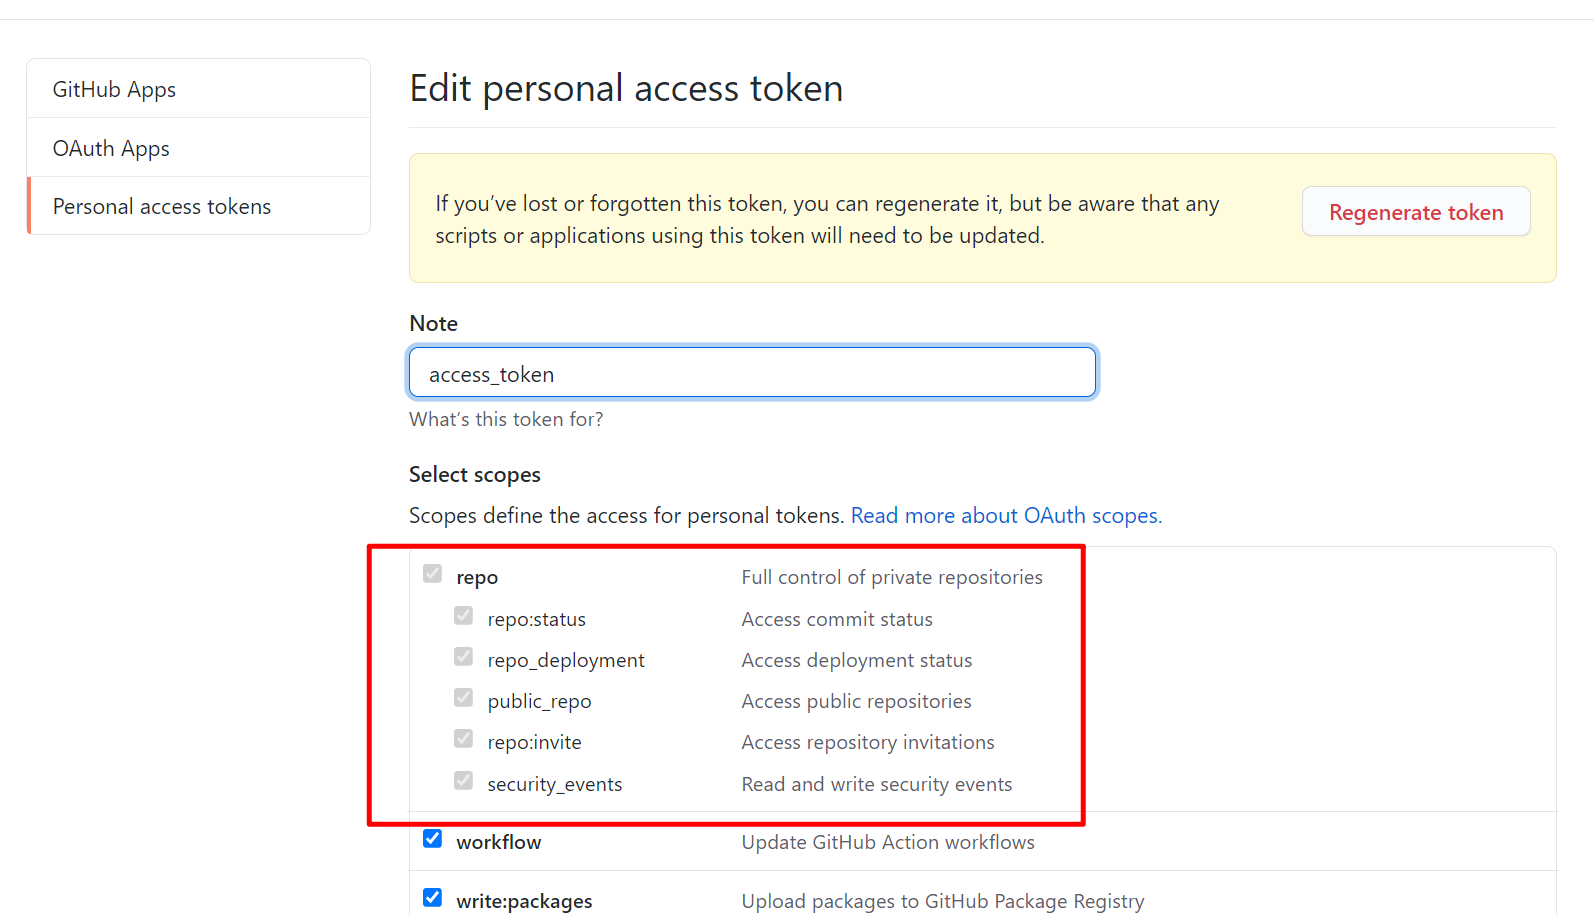 GitHub Apps
OAuth Apps
Personal access tokens
Edit personal access token
If you’ve lost or forgotten this token, you can regenerate it, but be aware that any
scripts or applications using this token will need to be updated.
Regenerate token
Note
access_token
What’s this token for?
Select scopes
Scopes define the access for personal tokens. Read more about OAuth scopes.
repo Full control of private repositories
repo:status Access commit status
repo_deployment Access deployment status
public_repo Access public repositories
repo:invite Access repository invitations
security_events Read and write security events
workflow Update GitHub Action workflows
write:packages Upload packages to GitHub Package Registry